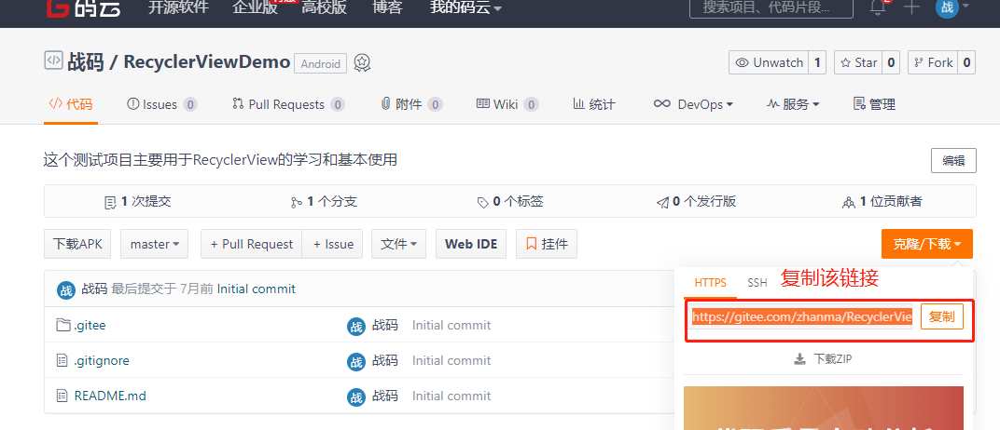 码云 开源软件 企业版 高校版 博客 我的码云 搜索项目、代码片段... 战
战码 / RecyclerViewDemo Android Unwatch 1 Star 0 Fork 0
代码 Issues 0 Pull Requests 0 附件 0 Wiki 0 统计 DevOps 服务 管理
这个测试项目主要用于RecyclerView的学习和基本使用 编辑
1 次提交 1 个分支 0 个标签 0 个发行版 1 位贡献者
下载APK master + Pull Request + Issue 文件 Web IDE 挂件 克隆/下载
HTTPS SSH 复制该链接
战 战码 最后提交于 7月前 Initial commit
https://gitee.com/zhanma/RecyclerVie 复制
.gitee 战 战码 Initial commit
.gitignore 战 战码 Initial commit
下载ZIP
README.md 战 战码 Initial commit